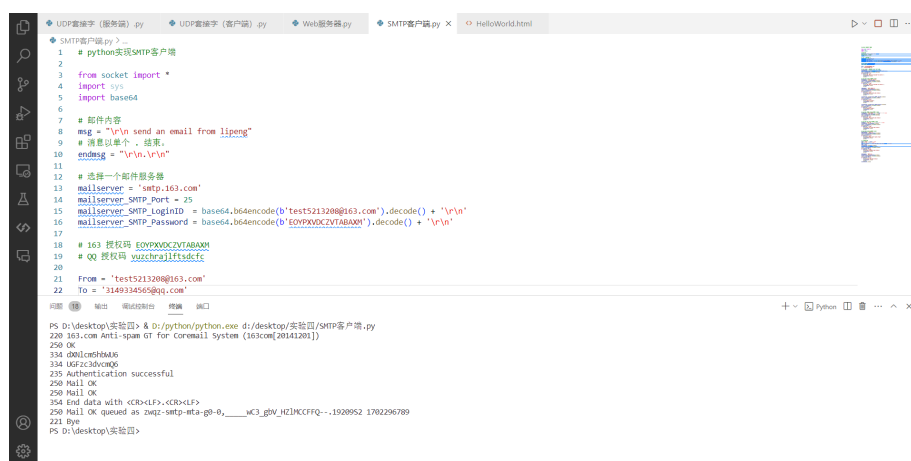 UDP套接字（服务端）.py UDP套接字（客户端）.py Web服务器.py SMTP客户端.py HelloWorld.html
SMTP客户端.py > ...
1 # python实现SMTP客户端
2
3 from socket import *
4 import sys
5 import base64
6
7 # 邮件内容
8 msg = "\r\n send an email from lipeng"
9 # 消息以单个 . 结束。
10 endmsg = "\r\n.\r\n"
11
12 # 选择一个邮件服务器
13 mailserver = 'smtp.163.com'
14 mailserver_SMTP_Port = 25
15 mailserver_SMTP_LoginID = base64.b64encode(b'test5213208@163.com').decode() + '\r\n'
16 mailserver_SMTP_Password = base64.b64encode(b'EOYPXVDCZVTABAXM').decode() + '\r\n'
17
18 # 163 授权码 EOYPXVDCZVTABAXM
19 # QQ 授权码 vuzchrajlftsdcfc
20
21 From = 'test5213208@163.com'
22 To = '3149334565@qq.com'
问题 18 输出 调试控制台 终端 端口
Python
PS D:\desktop\实验四> & D:/python/python.exe d:/desktop/实验四/SMTP客户端.py
220 163.com Anti-spam GT for Coremail System (163com[20141201])
250 OK
334 dXNlcm5hbWU6
334 UGFzc3dvcmQ6
235 Authentication successful
250 Mail OK
250 Mail OK
354 End data with <CR><LF>.<CR><LF>
250 Mail OK queued as zwqz-smtp-mta-g0-0,_____wC3_gbV_HZlMCCFFQ--.19209S2 1702296789
221 Bye
PS D:\desktop\实验四>